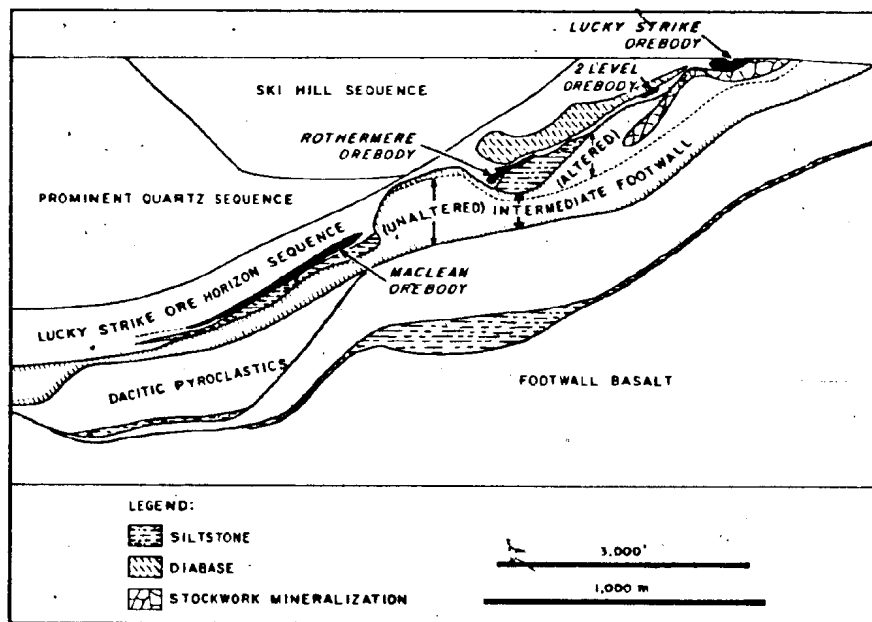 LUCKY STRIKE
OREBODY
SKI HILL SEQUENCE
2 LEVEL
OREBODY
ROTHERMERE
OREBODY
(ALTERED)
PROMINENT QUARTZ SEQUENCE
(UNALTERED) INTERMEDIATE FOOTWALL
MACLEAN
OREBODY
LUCKY STRIKE ORE HORIZON SEQUENCE
DACITIC PYROCLASTICS
FOOTWALL BASALT
LEGEND:
SILTSTONE
DIABASE
STOCKWORK MINERALIZATION
3,000'
1,000 m